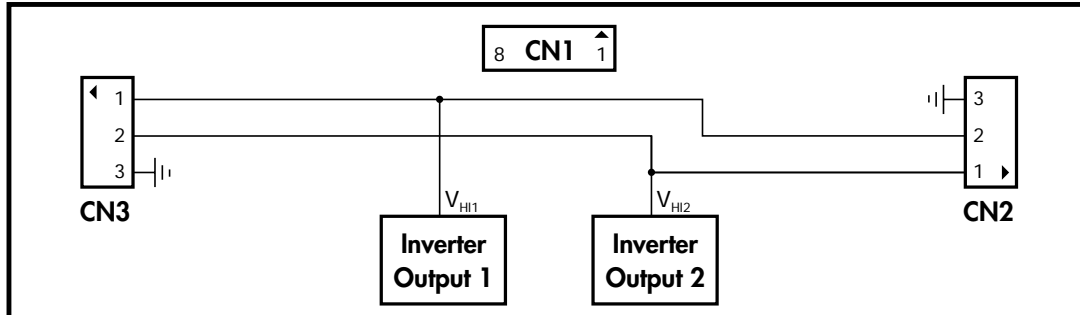 8 CN1 1
1
2
3
CN3
3
2
1
CN2
VHI1
VHI2
Inverter
Output 1
Inverter
Output 2